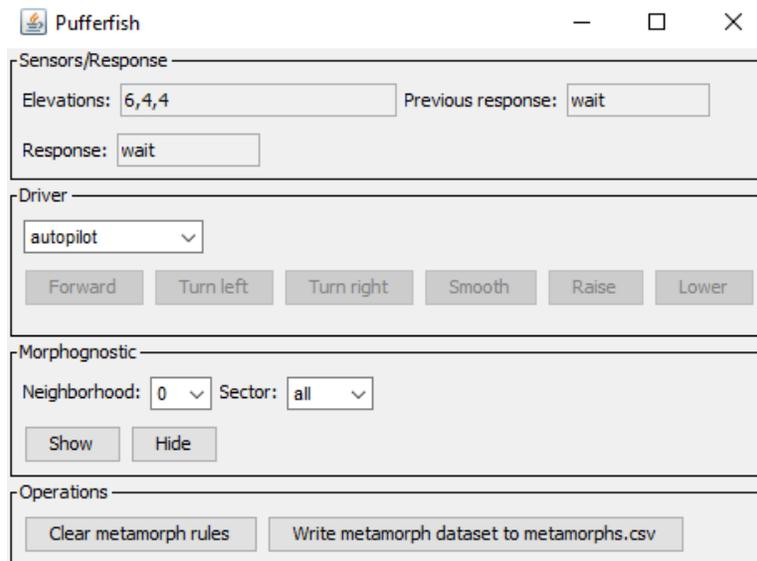 Pufferfish
Sensors/Response
Elevations: 6,4,4 Previous response: wait
Response: wait
Driver
autopilot
Forward Turn left Turn right Smooth Raise Lower
Morphognostic
Neighborhood: 0 Sector: all
Show Hide
Operations
Clear metamorph rules Write metamorph dataset to metamorphs.csv